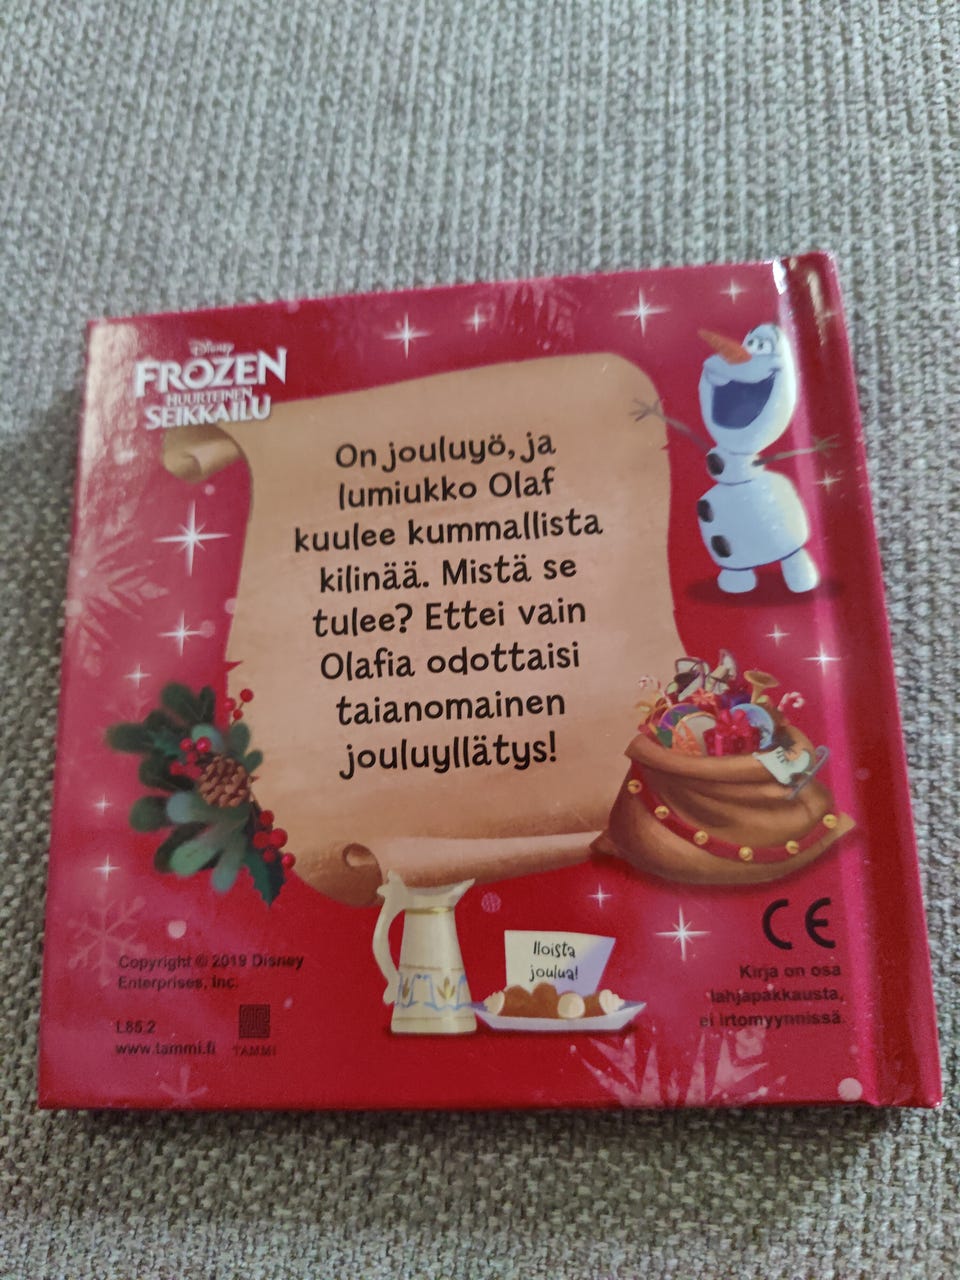 Disney
FROZEN
HUURTEINEN
SEIKKAILU
On jouluyö, ja
lumiukko Olaf
kuulee kummallista
kilinää. Mistä se
tulee? Ettei vain
Olafia odottaisi
taianomainen
jouluyllätys!
Iloista
joulua!
CE
Kirja on osa
lahjapakkausta,
ei irtomyynnissä.
Copyright © 2019 Disney
Enterprises, Inc.
L85.2
www.tammi.fi
TAMMI